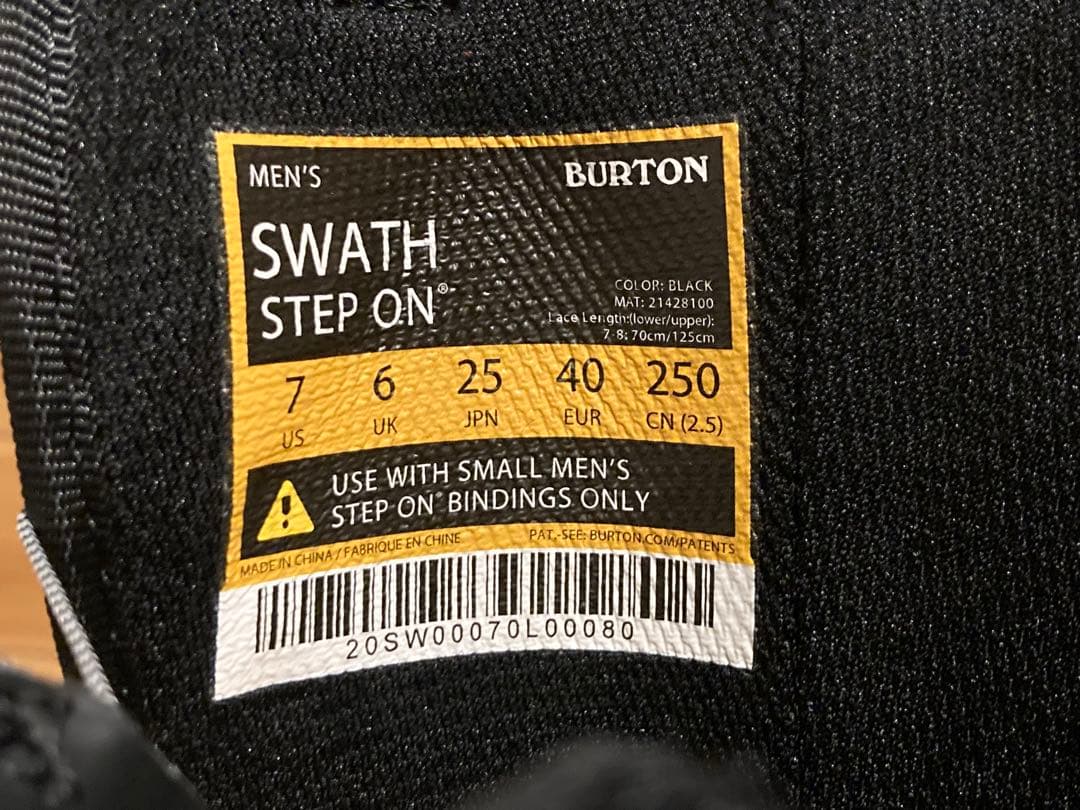 MEN'S
BURTON
SWATH
STEP ON®
COLOR: BLACK
MAT: 21428100
Lace Length:(lower/upper):
7-8: 70cm/125cm
7 6 25 40 250
US UK JPN EUR CN (2.5)
USE WITH SMALL MEN'S
STEP ON® BINDINGS ONLY
MADE IN CHINA / FABRIQUE EN CHINE
PAT.-SEE: BURTON.COM/PATENTS
20SW00070L00080